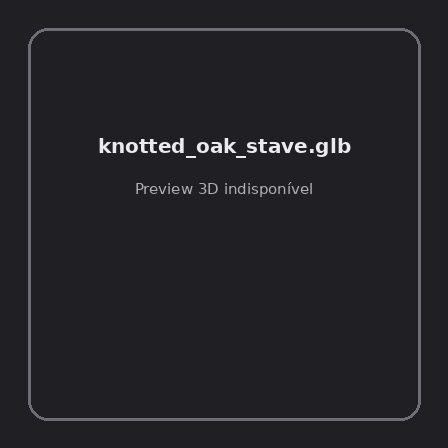 knotted_oak_stave.glb
Preview 3D indisponível